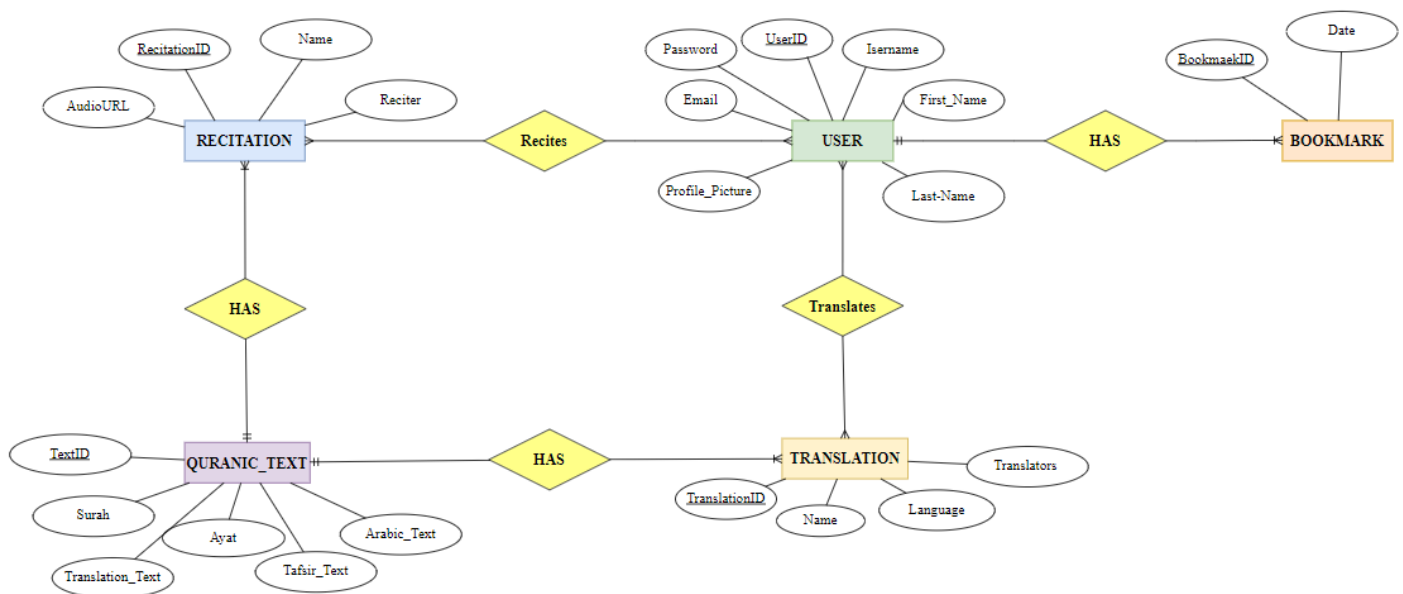 Date
Name
RecitationID
UserID
Isername
Password
BookmaekID
AudioURL
Reciter
Email
First_Name
RECITATION
Recites
USER
HAS
BOOKMARK
Profile_Picture
Last-Name
HAS
Translates
TextID
QURANIC_TEXT
HAS
TRANSLATION
Translators
TranslationID
Language
Name
Surah
Ayat
Arabic_Text
Translation_Text
Tafsir_Text